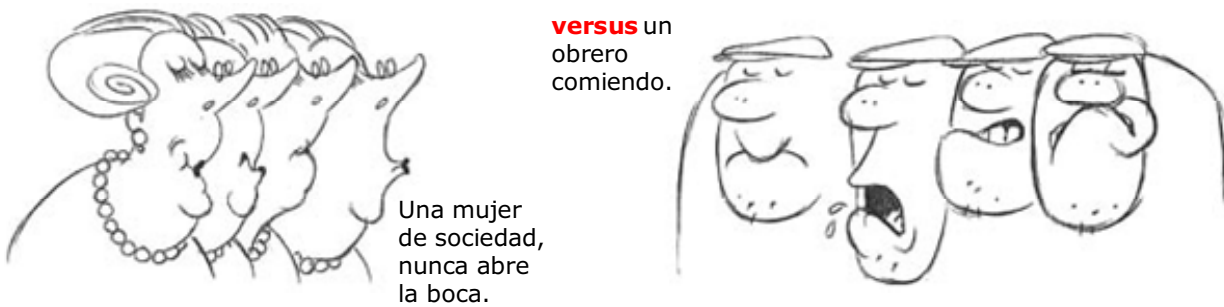 versus un
obrero
comiendo.
Una mujer
de sociedad,
nunca abre
la boca.